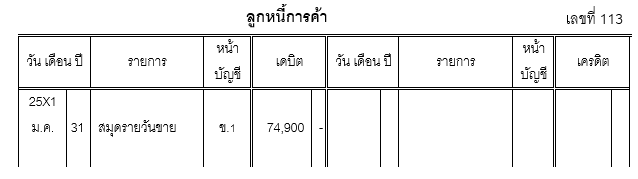 ลูกหนี้การค้า เลขที่ 113
วัน เดือน ปี รายการ หน้า บัญชี เดบิต วัน เดือน ปี รายการ หน้า บัญชี เครดิต
25X1
ม.ค. 31 สมุดรายวันขาย ข.1 74,900 -